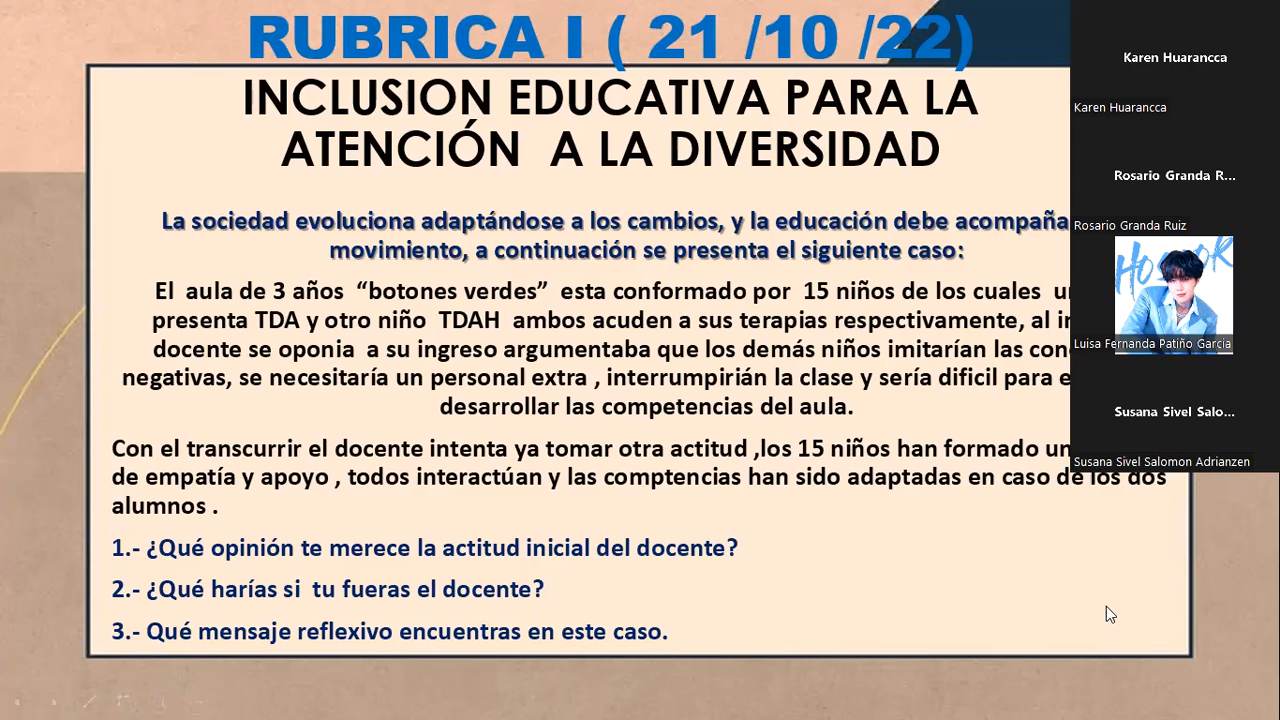 RUBRICA I ( 21 /10 /22)
INCLUSION EDUCATIVA PARA LA
ATENCIÓN A LA DIVERSIDAD
La sociedad evoluciona adaptándose a los cambios, y la educación debe acompaña
movimiento, a continuación se presenta el siguiente caso:
El aula de 3 años “botones verdes” esta conformado por 15 niños de los cuales
presenta TDA y otro niño TDAH ambos acuden a sus terapias respectivamente, al
docente se oponia a su ingreso argumentaba que los demás niños imitarían las
negativas, se necesitaría un personal extra , interrumpirián la clase y sería dificil para
desarrollar las competencias del aula.
Con el transcurrir el docente intenta ya tomar otra actitud ,los 15 niños han formado
de empatía y apoyo , todos interactúan y las comptencias han sido adaptadas en caso de los dos
alumnos .
1.- ¿Qué opinión te merece la actitud inicial del docente?
2.- ¿Qué harías si tu fueras el docente?
3.- Qué mensaje reflexivo encuentras en este caso.
Karen Huarancca
Karen Huarancca
Rosario Granda R...
Rosario Granda Ruiz
Luisa Fernanda Patiño Garcia
Susana Sivel Salo...
Susana Sivel Salomon Adrianzen